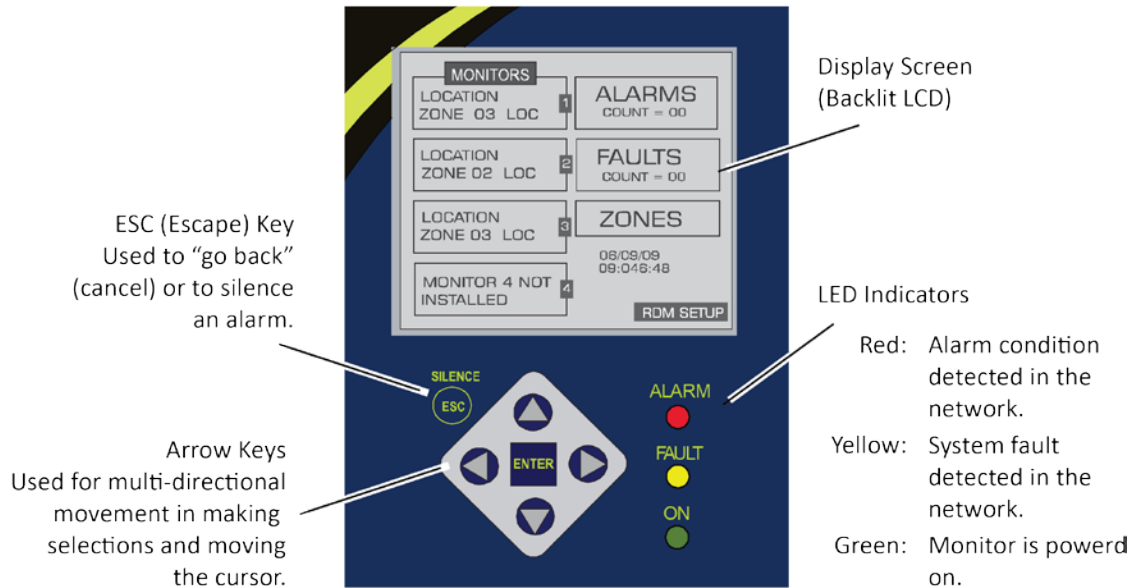 MONITORS
LOCATION
ZONE 03 LOC
1
LOCATION
ZONE 02 LOC
2
LOCATION
ZONE 03 LOC
3
MONITOR 4 NOT
INSTALLED
4
ALARMS
COUNT = 00
FAULTS
COUNT = 00
ZONES
06/09/09
09:046:48
RDM SETUP
Display Screen
(Backlit LCD)
ESC (Escape) Key
Used to “go back”
(cancel) or to silence
an alarm.
SILENCE
ESC
ENTER
Arrow Keys
Used for multi-directional
movement in making
selections and moving
the cursor.
ALARM
FAULT
ON
LED Indicators
Red: Alarm condition
detected in the
network.
Yellow: System fault
detected in the
network.
Green: Monitor is powerd
on.